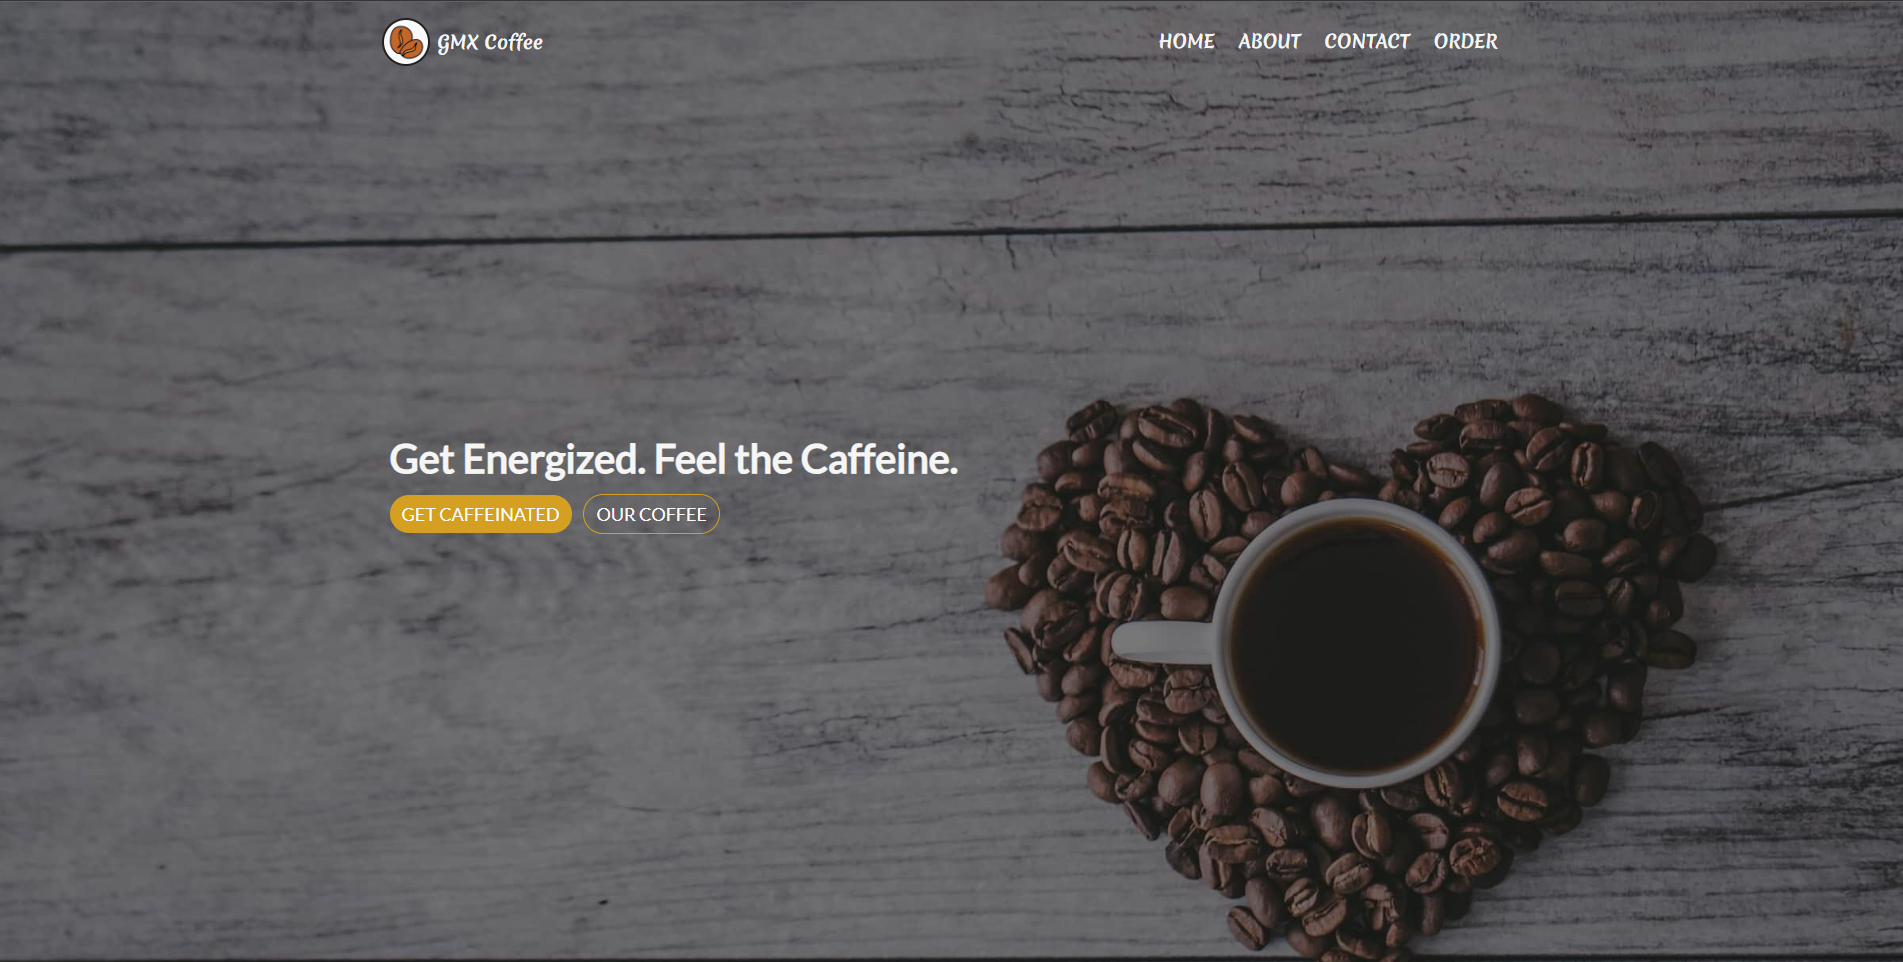 GMX Coffee
HOME ABOUT CONTACT ORDER
Get Energized. Feel the Caffeine.
GET CAFFEINATED OUR COFFEE